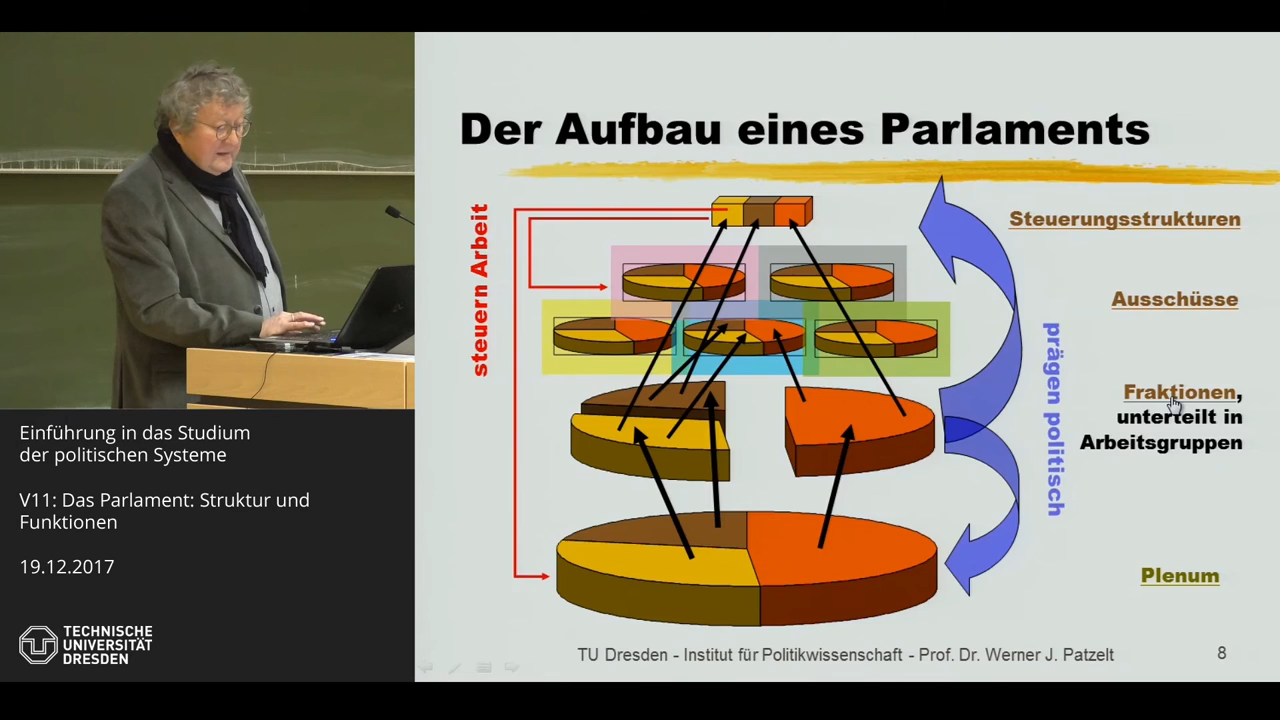 Der Aufbau eines Parlaments
steuern Arbeit
Steuerungsstrukturen
Ausschüsse
Fraktionen,
unterteilt in
Arbeitsgruppen
prägen politisch
Plenum
TU Dresden - Institut für Politikwissenschaft - Prof. Dr. Werner J. Patzelt
8
Einführung in das Studium
der politischen Systeme
V11: Das Parlament: Struktur und
Funktionen
19.12.2017
TECHNISCHE
UNIVERSITÄT
DRESDEN